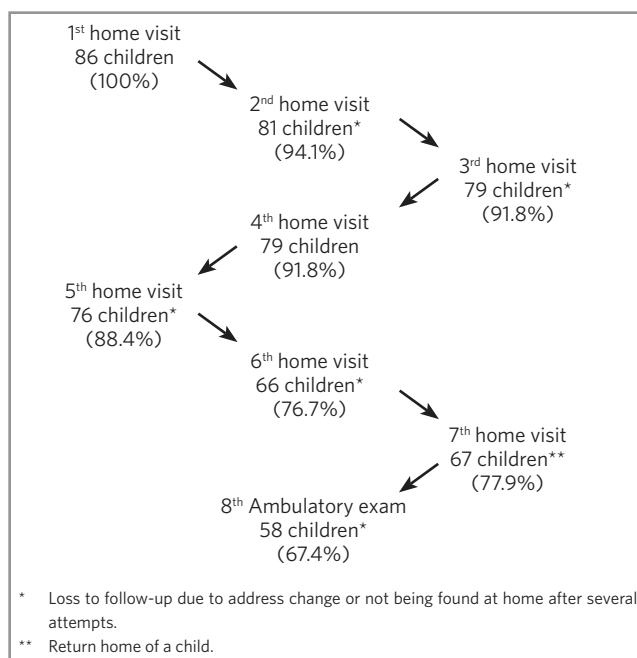 1st home visit
86 children
(100%)
2nd home visit
81 children*
(94.1%)
3rd home visit
79 children*
(91.8%)
4th home visit
79 children
(91.8%)
5th home visit
76 children*
(88.4%)
6th home visit
66 children*
(76.7%)
7th home visit
67 children**
(77.9%)
8th Ambulatory exam
58 children*
(67.4%)
* Loss to follow-up due to address change or not being found at home after several
attempts.
** Return home of a child.